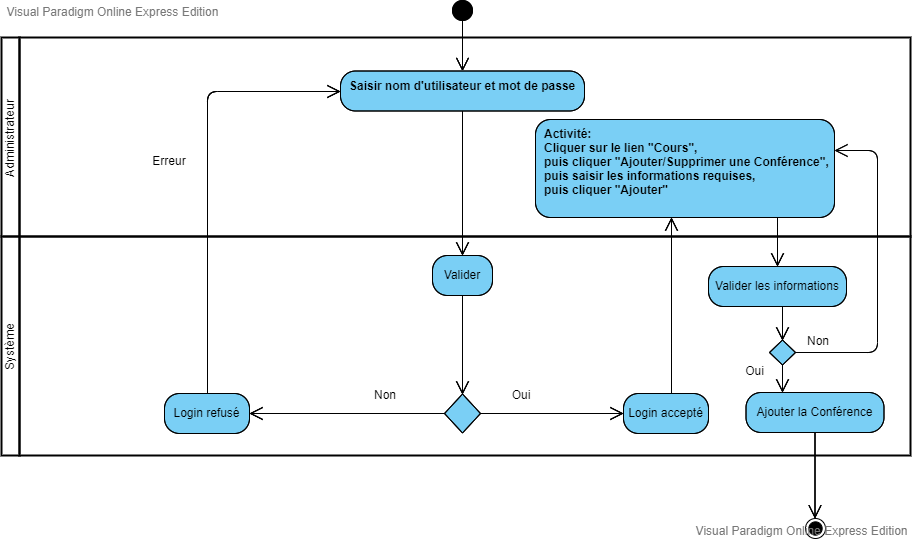 Visual Paradigm Online Express Edition
Administrateur
Saisir nom d'utilisateur et mot de passe
Erreur
Activité:
Cliquer sur le lien "Cours",
puis cliquer "Ajouter/Supprimer une Conférence",
puis saisir les informations requises,
puis cliquer "Ajouter"
Système
Valider
Valider les informations
Non
Oui
Non
Oui
Login refusé
Login accepté
Ajouter la Conférence
Visual Paradigm Online Express Edition